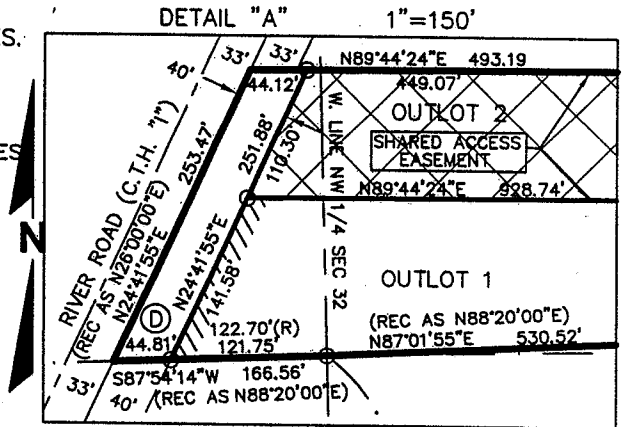 DETAIL "A" 1"=150'
ES.
33' 33'
N89°44'24"E 493.19
40'
44.12'
449.07'
OUTLOT 2
W. LINE NW 1/4 SEC 32
SHARED ACCESS
EASEMENT
ES
253.47'
251.88'
110.30'
N89°44'24"E 928.74'
N
RIVER ROAD (C.T.H. "I")
(REC AS N26°00'00"E)
N24°41'55"E
N24°41'55"E
141.58'
OUTLOT 1
D
44.81'
122.70'(R)
121.75'
(REC AS N88°20'00"E)
N87°01'55"E 530.52'
S87°54'14"W 166.56'
(REC AS N88°20'00"E)
33'
40'